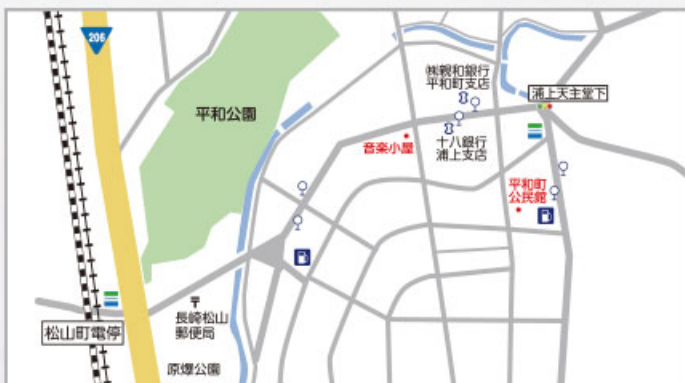 206
平和公園
㈱親和銀行
平和町支店
浦上天主堂下
音楽小屋
十八銀行
浦上支店
平和町
公民館
〒
長崎松山
郵便局
松山町電停
原爆公園